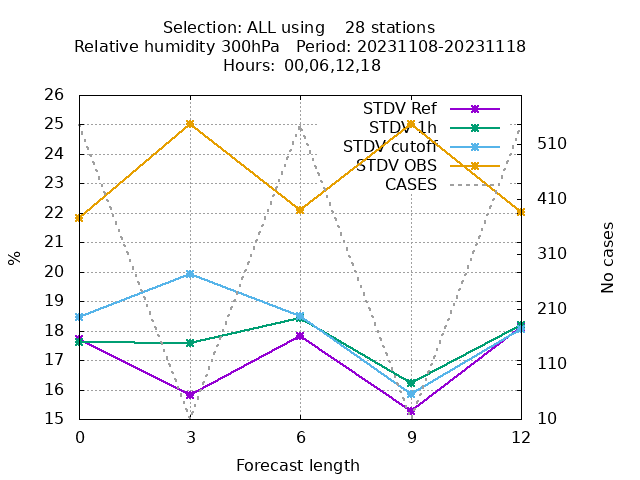 Selection: ALL using    28 stations
Relative humidity 300hPa   Period: 20231108-20231118
Hours: 00,06,12,18
STDV Ref
STDV 1h
STDV cutoff
STDV OBS
CASES
26
25
24
23
22
21
20
19
18
17
16
15
%
510
410
310
210
110
10
No cases
0 3 6 9 12
Forecast length